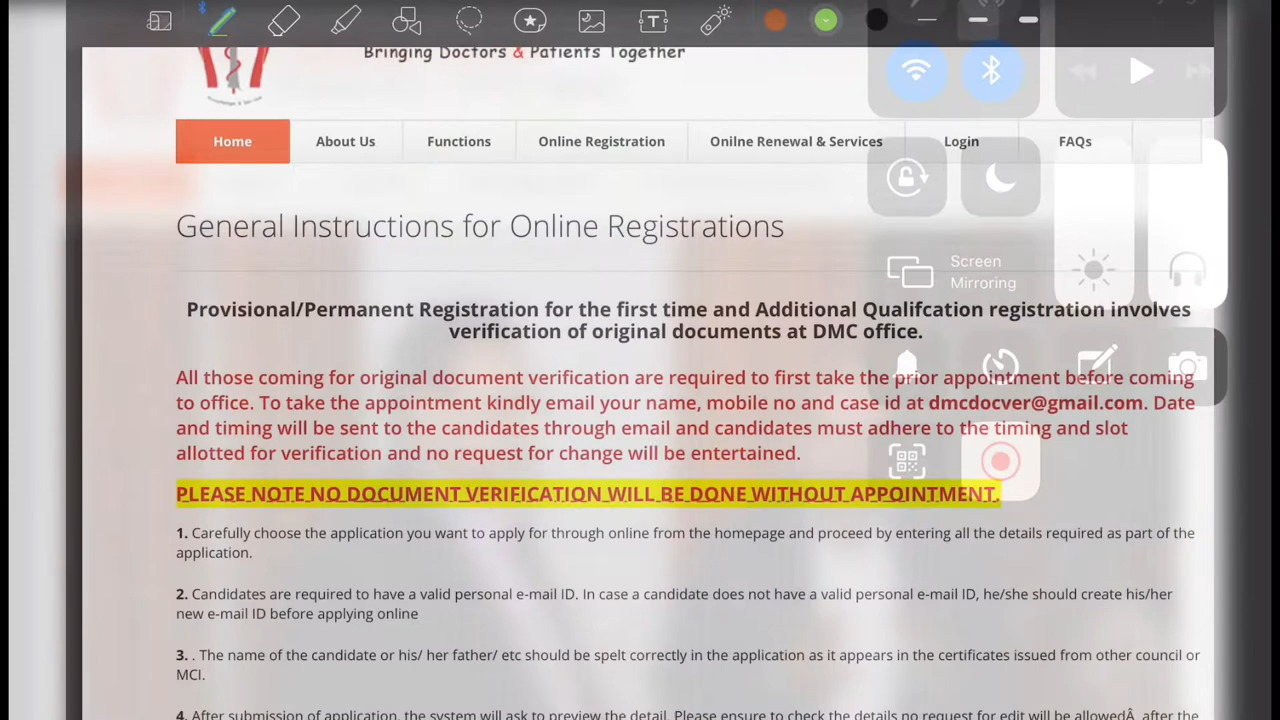 Bringing Doctors & Patients Together
Home About Us Functions Online Registration Onilne Renewal & Services Login FAQs
General Instructions for Online Registrations
Screen
Mirroring
Provisional/Permanent Registration for the first time and Additional Qualifcation registration involves
verification of original documents at DMC office.
All those coming for original document verification are required to first take the prior appointment before coming
to office. To take the appointment kindly email your name, mobile no and case id at dmcdocver@gmail.com. Date
and timing will be sent to the candidates through email and candidates must adhere to the timing and slot
allotted for verification and no request for change will be entertained.
PLEASE NOTE NO DOCUMENT VERIFICATION WILL BE DONE WITHOUT APPOINTMENT.
1. Carefully choose the application you want to apply for through online from the homepage and proceed by entering all the details required as part of the
application.
2. Candidates are required to have a valid personal e-mail ID. In case a candidate does not have a valid personal e-mail ID, he/she should create his/her
new e-mail ID before applying online
3. . The name of the candidate or his/ her father/ etc should be spelt correctly in the application as it appears in the certificates issued from other council or
MCI.
4. After submission of application, the system will ask to preview the detail. Please ensure to check the details no request for edit will be allowedÂ after the